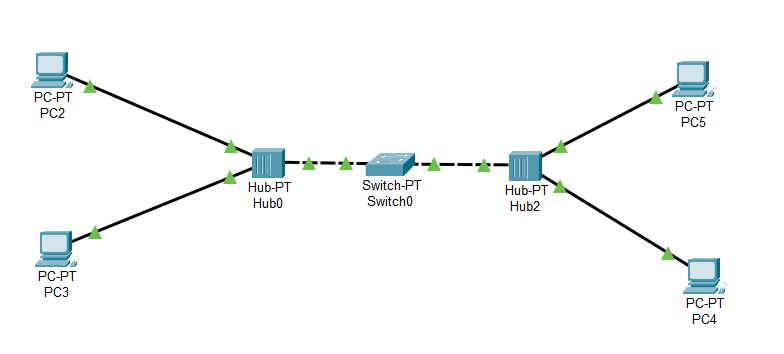 PC-PT
PC2
PC-PT
PC5
Hub-PT
Hub0
Switch-PT
Switch0
Hub-PT
Hub2
PC-PT
PC3
PC-PT
PC4